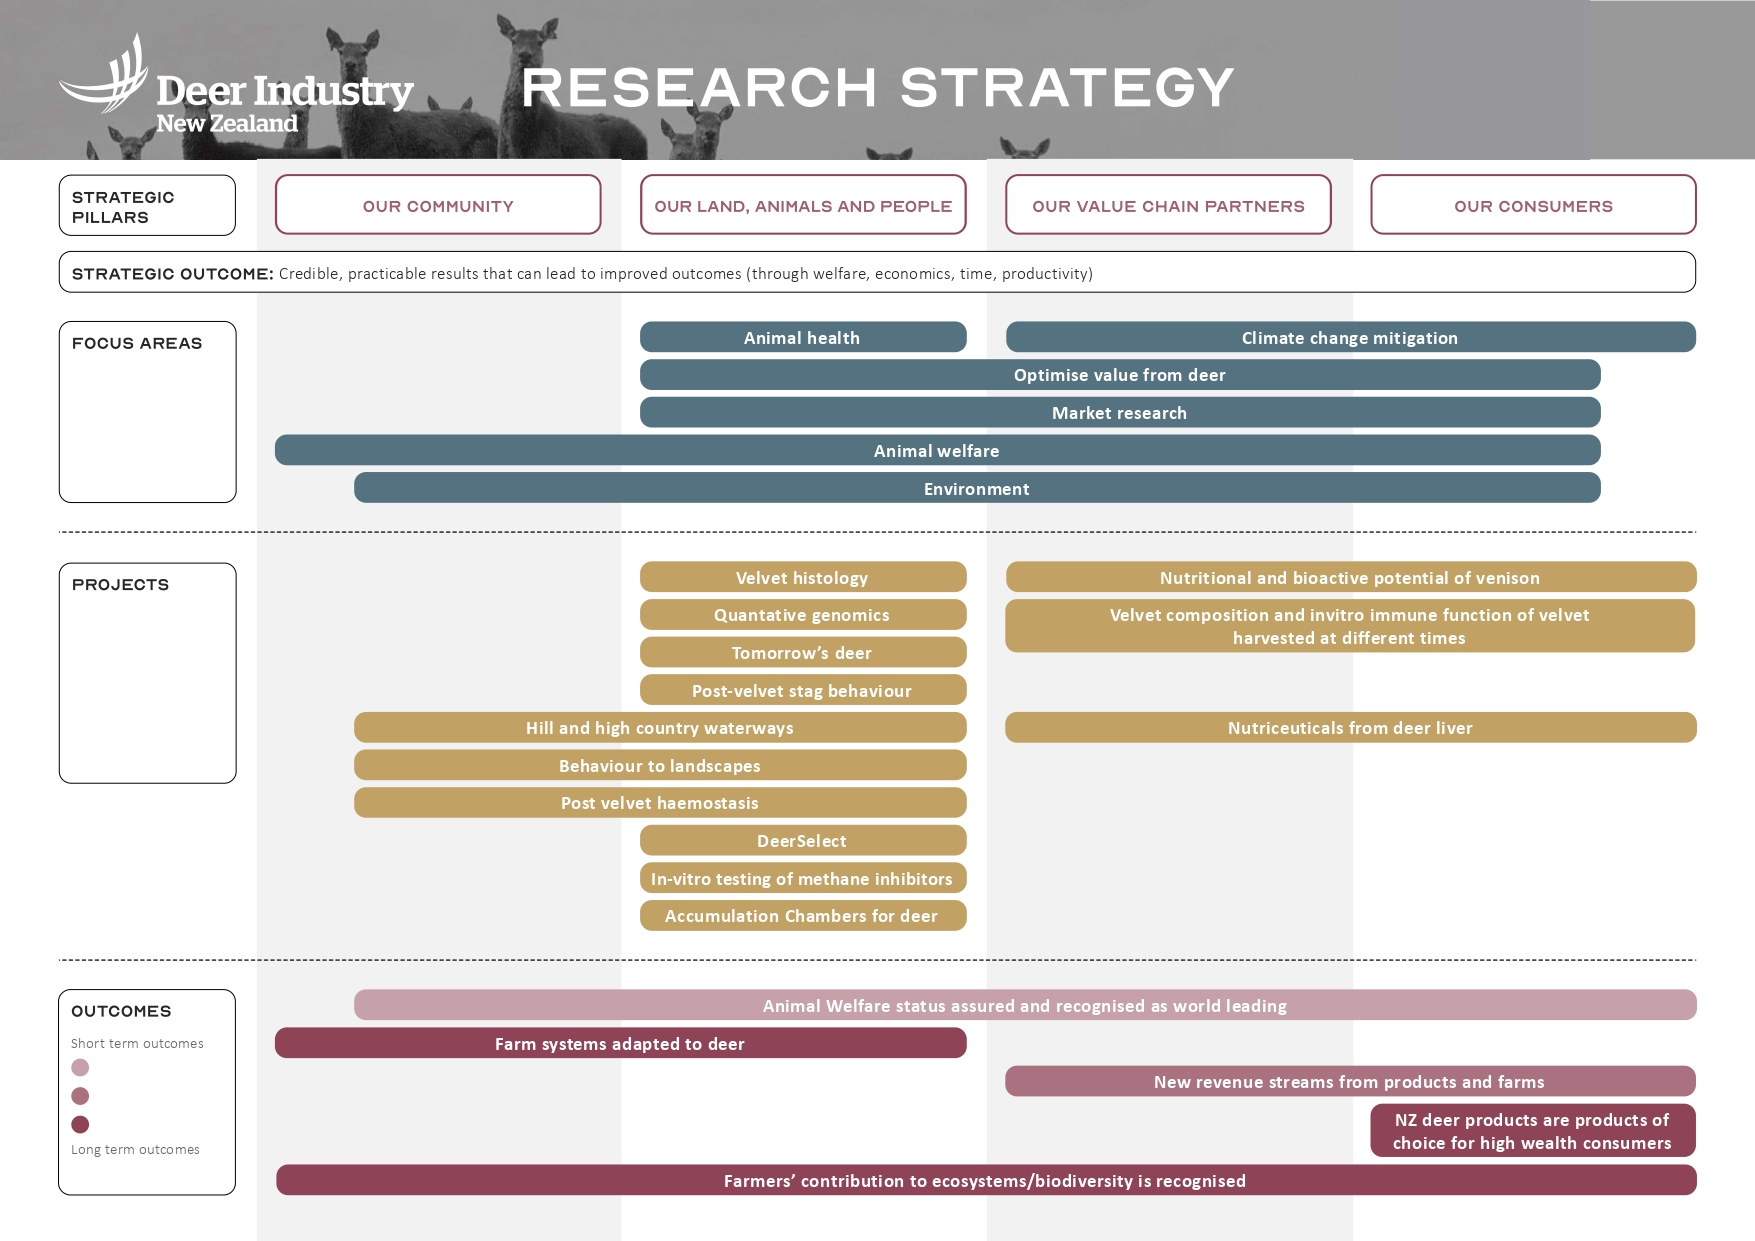 Deer Industry
New Zealand
RESEARCH STRATEGY
STRATEGIC
PILLARS
OUR COMMUNITY
OUR LAND, ANIMALS AND PEOPLE
OUR VALUE CHAIN PARTNERS
OUR CONSUMERS
STRATEGIC OUTCOME: Credible, practicable results that can lead to improved outcomes (through welfare, economics, time, productivity)
FOCUS AREAS
Animal health
Climate change mitigation
Optimise value from deer
Market research
Animal welfare
Environment
PROJECTS
Velvet histology
Nutritional and bioactive potential of venison
Quantative genomics
Velvet composition and invitro immune function of velvet
harvested at different times
Tomorrow’s deer
Post-velvet stag behaviour
Hill and high country waterways
Nutriceuticals from deer liver
Behaviour to landscapes
Post velvet haemostasis
DeerSelect
In-vitro testing of methane inhibitors
Accumulation Chambers for deer
OUTCOMES
Short term outcomes
Long term outcomes
Animal Welfare status assured and recognised as world leading
Farm systems adapted to deer
New revenue streams from products and farms
NZ deer products are products of
choice for high wealth consumers
Farmers’ contribution to ecosystems/biodiversity is recognised